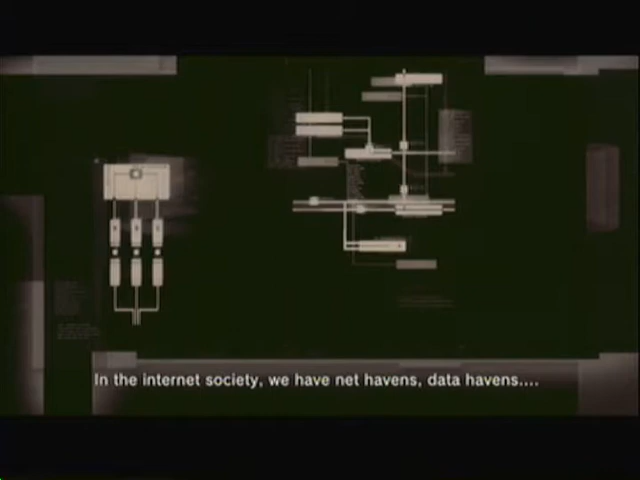 In the internet society, we have net havens, data havens....